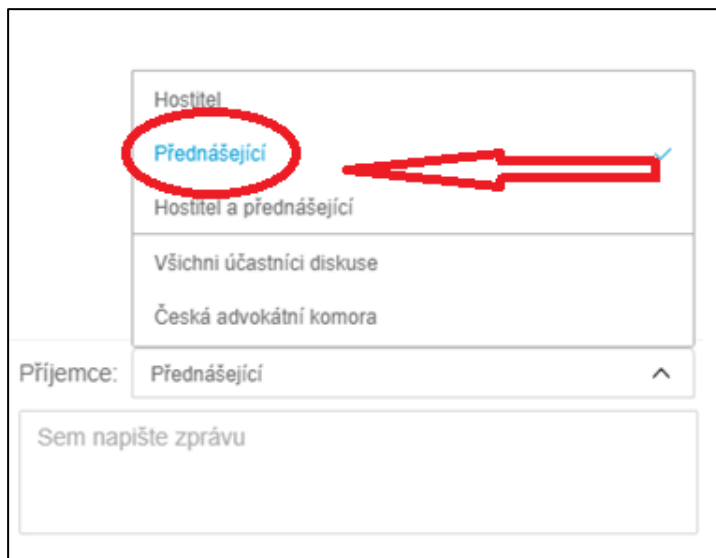 Hostitel
Přednášející
Hostitel a přednášející
Všichni účastníci diskuse
Česká advokátní komora
Příjemce: Přednášející
Sem napište zprávu